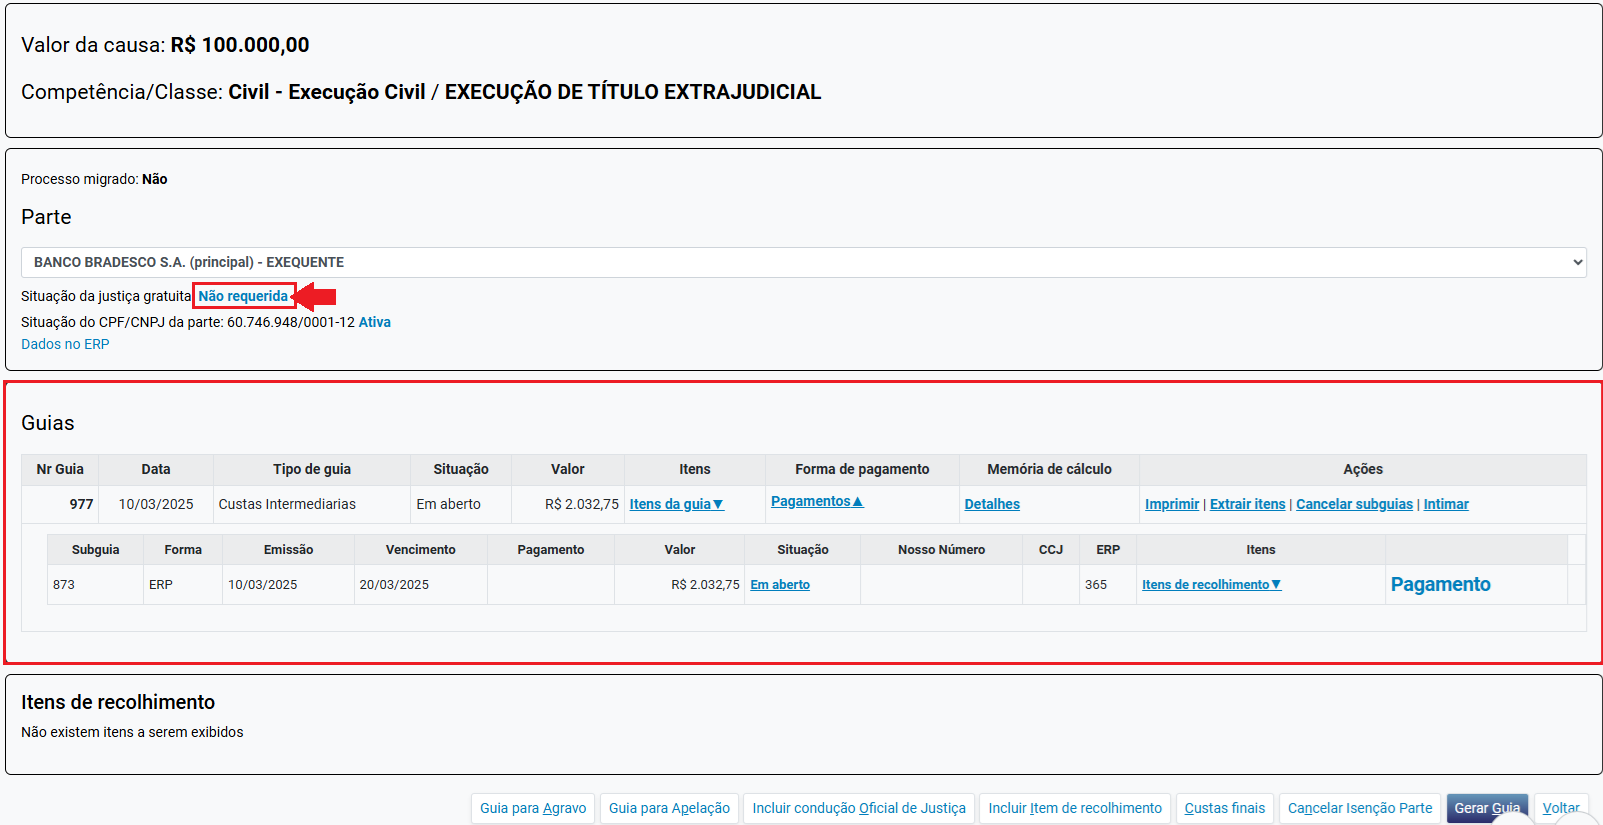 Valor da causa: R$ 100.000,00
Competência/Classe: Civil - Execução Civil / EXECUÇÃO DE TÍTULO EXTRAJUDICIAL
Processo migrado: Não
Parte
BANCO BRADESCO S.A. (principal) - EXEQUENTE
Situação da justiça gratuita Não requerida
Situação do CPF/CNPJ da parte: 60.746.948/0001-12 Ativa
Dados no ERP
Guias
Nr Guia Data Tipo de guia Situação Valor Itens Forma de pagamento Memória de cálculo Ações
977 10/03/2025 Custas Intermediarias Em aberto R$ 2.032,75 Itens da guia▼ Pagamentos▲ Detalhes Imprimir | Extrair itens | Cancelar subguias | Intimar
Subguia Forma Emissão Vencimento Pagamento Valor Situação Nosso Número CCJ ERP Itens
873 ERP 10/03/2025 20/03/2025 R$ 2.032,75 Em aberto 365 Itens de recolhimento▼ Pagamento
Itens de recolhimento
Não existem itens a serem exibidos
Guia para Agravo Guia para Apelação Incluir condução Oficial de Justiça Incluir Item de recolhimento Custas finais Cancelar Isenção Parte Gerar Guia Voltar